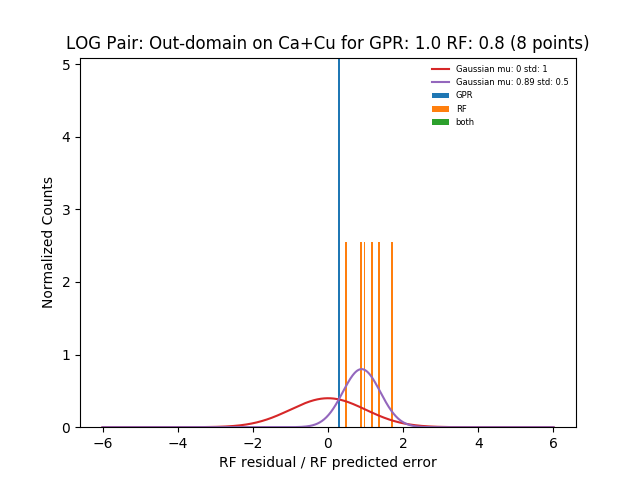 LOG Pair: Out-domain on Ca+Cu for GPR: 1.0 RF: 0.8 (8 points)
Gaussian mu: 0 std: 1
Gaussian mu: 0.89 std: 0.5
GPR
RF
both
Normalized Counts
5
4
3
2
1
0
−6
−4
−2
0
2
4
6
RF residual / RF predicted error